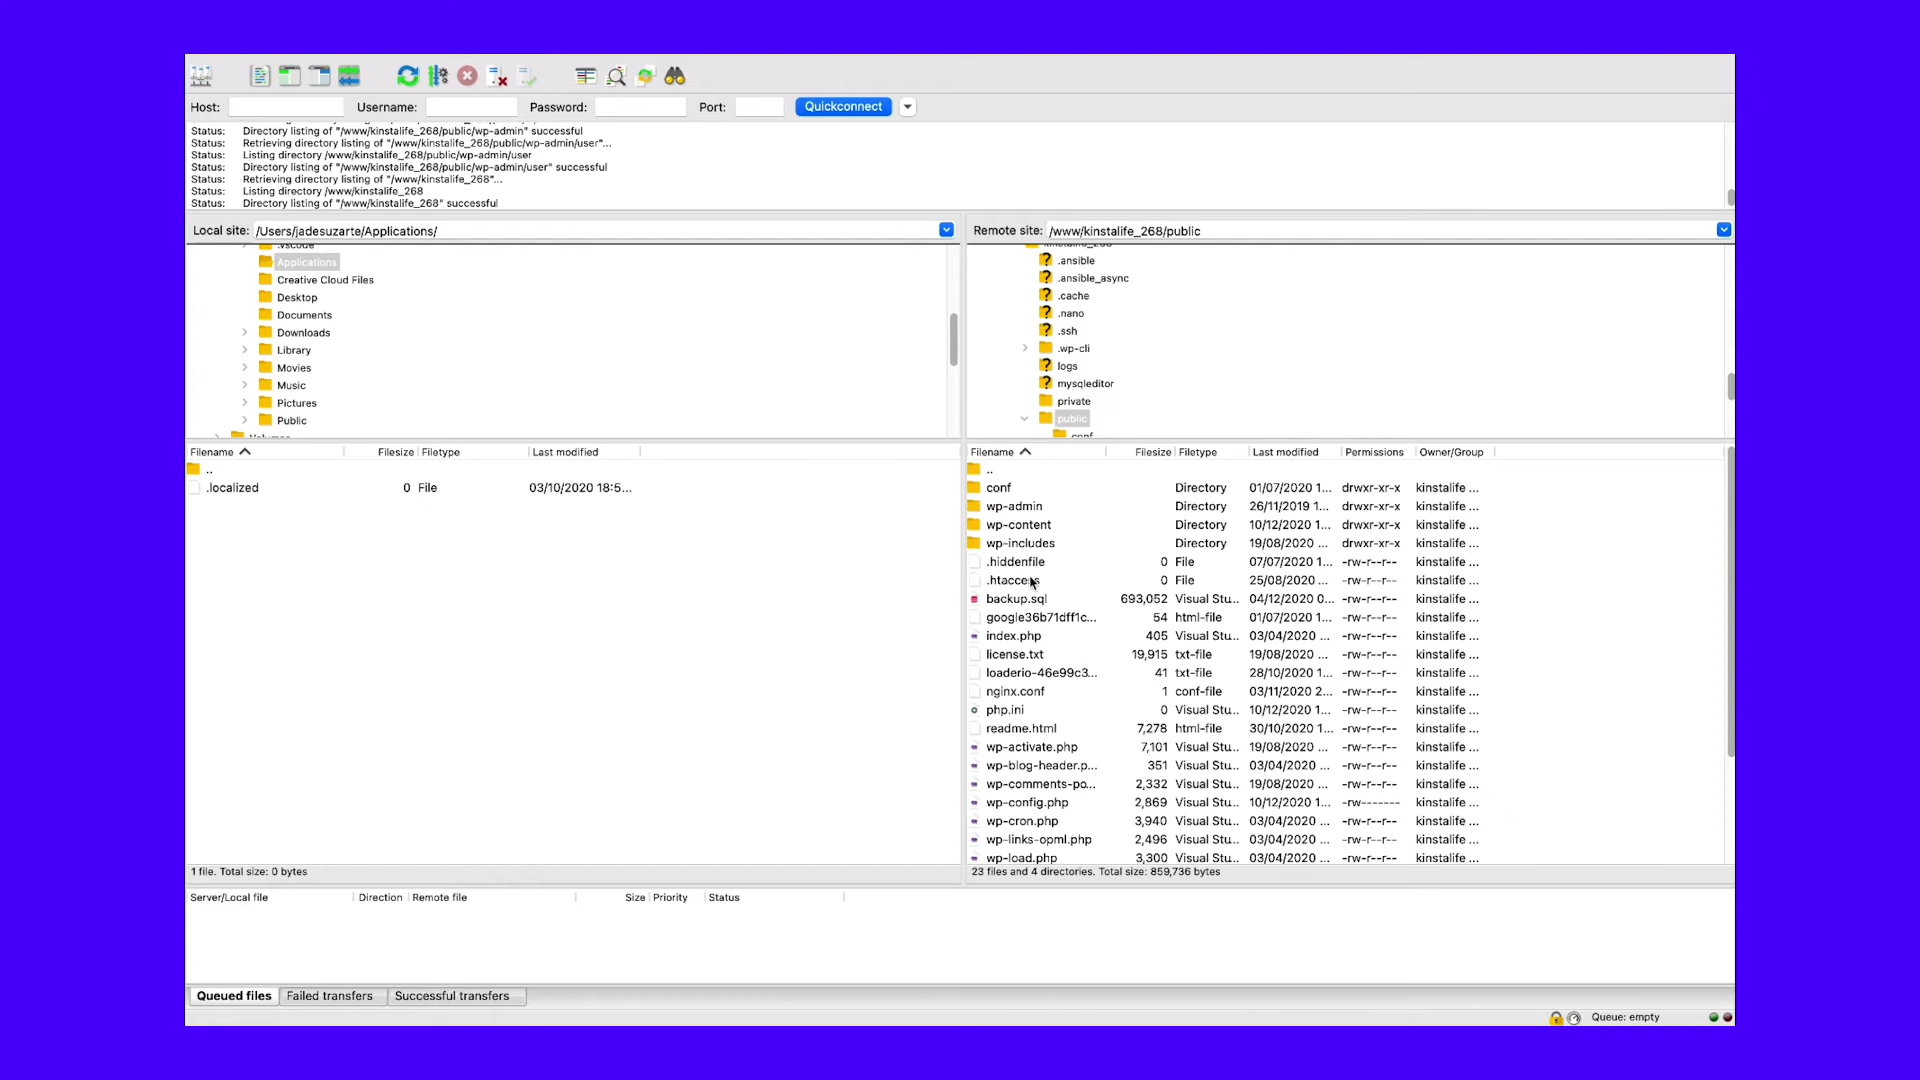 Host: Username: Password: Port: Quickconnect
Status: Directory listing of "/www/kinstalife_268/public/wp-admin" successful
Status: Retrieving directory listing of "/www/kinstalife_268/public/wp-admin/user"...
Status: Listing directory /www/kinstalife_268/public/wp-admin/user
Status: Directory listing of "/www/kinstalife_268/public/wp-admin/user" successful
Status: Retrieving directory listing of "/www/kinstalife_268"...
Status: Listing directory /www/kinstalife_268
Status: Directory listing of "/www/kinstalife_268" successful
Local site: /Users/jadesuzarte/Applications/
.vscode
Applications
Creative Cloud Files
Desktop
Documents
Downloads
Library
Movies
Music
Pictures
Public
Volumes
Filename Filesize Filetype Last modified
..
.localized 0 File 03/10/2020 18:5...
1 file. Total size: 0 bytes
Remote site: /www/kinstalife_268/public
kinstalife_268
.ansible
.ansible_async
.cache
.nano
.ssh
.wp-cli
logs
mysqleditor
private
public
conf
Filename Filesize Filetype Last modified Permissions Owner/Group
..
conf Directory 01/07/2020 1... drwxr-xr-x kinstalife ...
wp-admin Directory 26/11/2019 1... drwxr-xr-x kinstalife ...
wp-content Directory 10/12/2020 1... drwxr-xr-x kinstalife ...
wp-includes Directory 19/08/2020 ... drwxr-xr-x kinstalife ...
.hiddenfile 0 File 07/07/2020 1... -rw-r--r-- kinstalife ...
.htaccess 0 File 25/08/2020 ... -rw-r--r-- kinstalife ...
backup.sql 693,052 Visual Stu... 04/12/2020 0... -rw-r--r-- kinstalife ...
google36b71dff1c... 54 html-file 01/07/2020 1... -rw-r--r-- kinstalife ...
index.php 405 Visual Stu... 03/04/2020 ... -rw-r--r-- kinstalife ...
license.txt 19,915 txt-file 19/08/2020 ... -rw-r--r-- kinstalife ...
loaderio-46e99c3... 41 txt-file 28/10/2020 1... -rw-r--r-- kinstalife ...
nginx.conf 1 conf-file 03/11/2020 2... -rw-r--r-- kinstalife ...
php.ini 0 Visual Stu... 10/12/2020 1... -rw-r--r-- kinstalife ...
readme.html 7,278 html-file 30/10/2020 1... -rw-r--r-- kinstalife ...
wp-activate.php 7,101 Visual Stu... 19/08/2020 ... -rw-r--r-- kinstalife ...
wp-blog-header.p... 351 Visual Stu... 03/04/2020 ... -rw-r--r-- kinstalife ...
wp-comments-po... 2,332 Visual Stu... 19/08/2020 ... -rw-r--r-- kinstalife ...
wp-config.php 2,869 Visual Stu... 10/12/2020 1... -rw------- kinstalife ...
wp-cron.php 3,940 Visual Stu... 03/04/2020 ... -rw-r--r-- kinstalife ...
wp-links-opml.php 2,496 Visual Stu... 03/04/2020 ... -rw-r--r-- kinstalife ...
wp-load.php 3,300 Visual Stu... 03/04/2020 ... -rw-r--r-- kinstalife ...
23 files and 4 directories. Total size: 859,736 bytes
Server/Local file Direction Remote file Size Priority Status
Queued files Failed transfers Successful transfers
Queue: empty